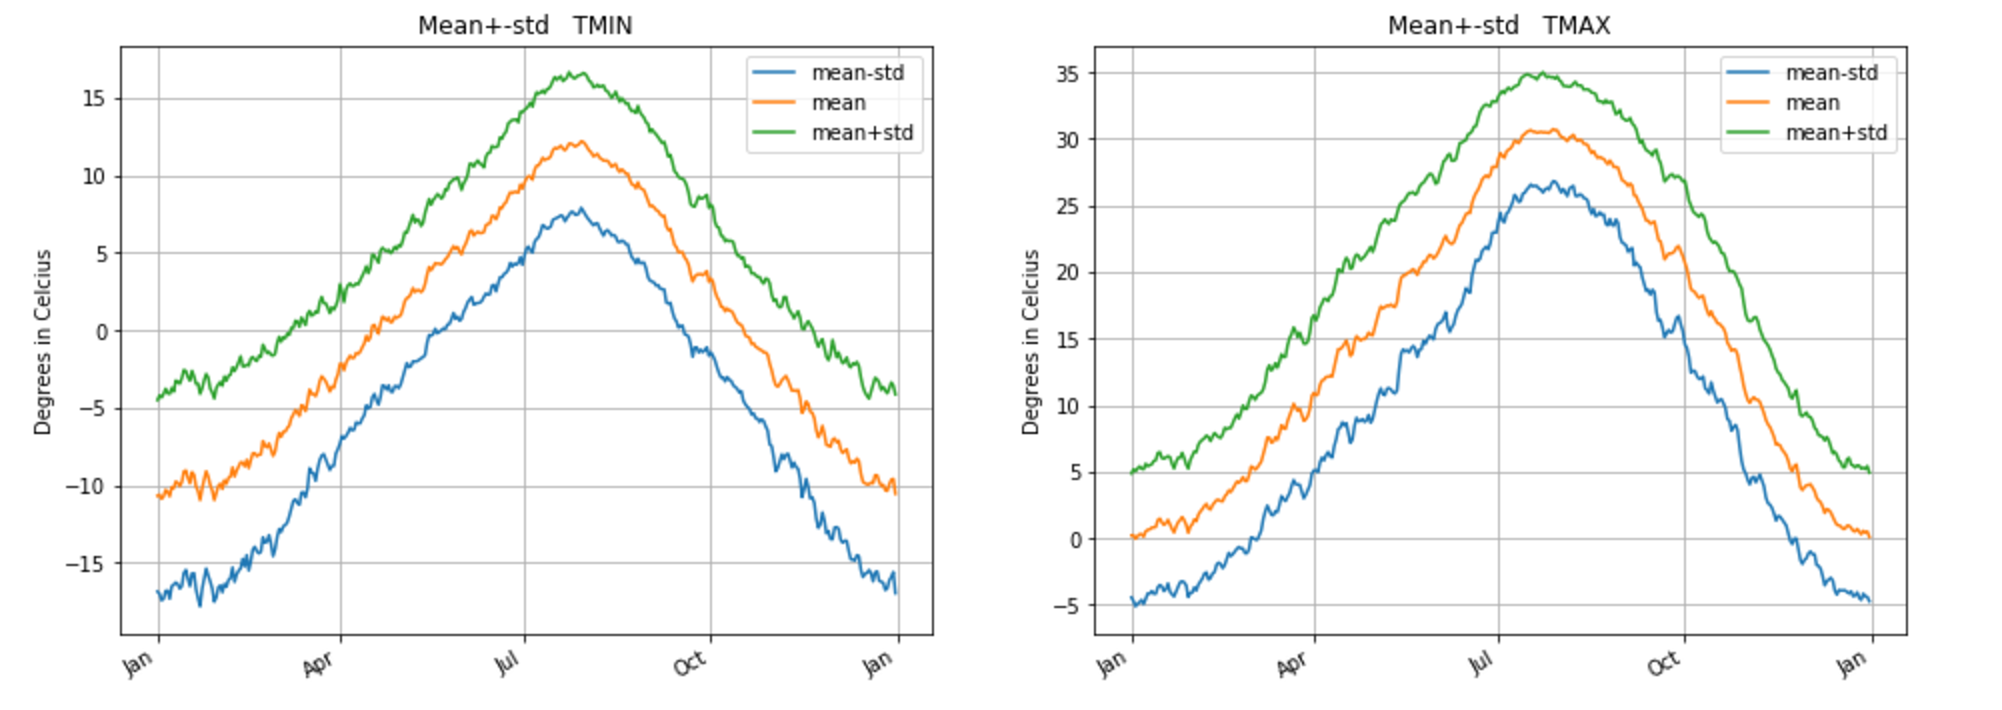 Mean+-std TMIN
mean-std
mean
mean+std
Degrees in Celcius
15
10
5
0
−5
−10
−15
Jan
Apr
Jul
Oct
Jan
Mean+-std TMAX
mean-std
mean
mean+std
Degrees in Celcius
35
30
25
20
15
10
5
0
−5
Jan
Apr
Jul
Oct
Jan